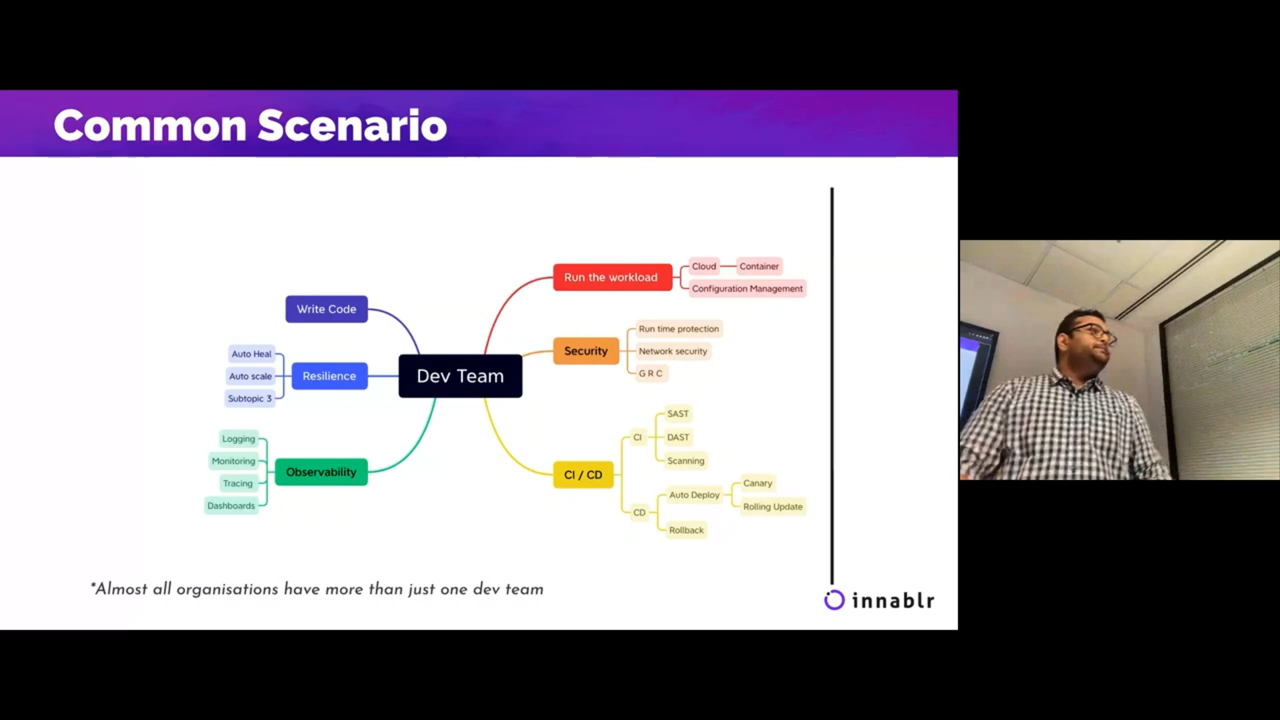 Common Scenario
Write Code
Resilience
Auto Heal
Auto scale
Subtopic 3
Observability
Logging
Monitoring
Tracing
Dashboards
Dev Team
Run the workload
Cloud
Container
Configuration Management
Security
Run time protection
Network security
G R C
CI / CD
CI
SAST
DAST
Scanning
CD
Auto Deploy
Canary
Rolling Update
Rollback
*Almost all organisations have more than just one dev team
innablr